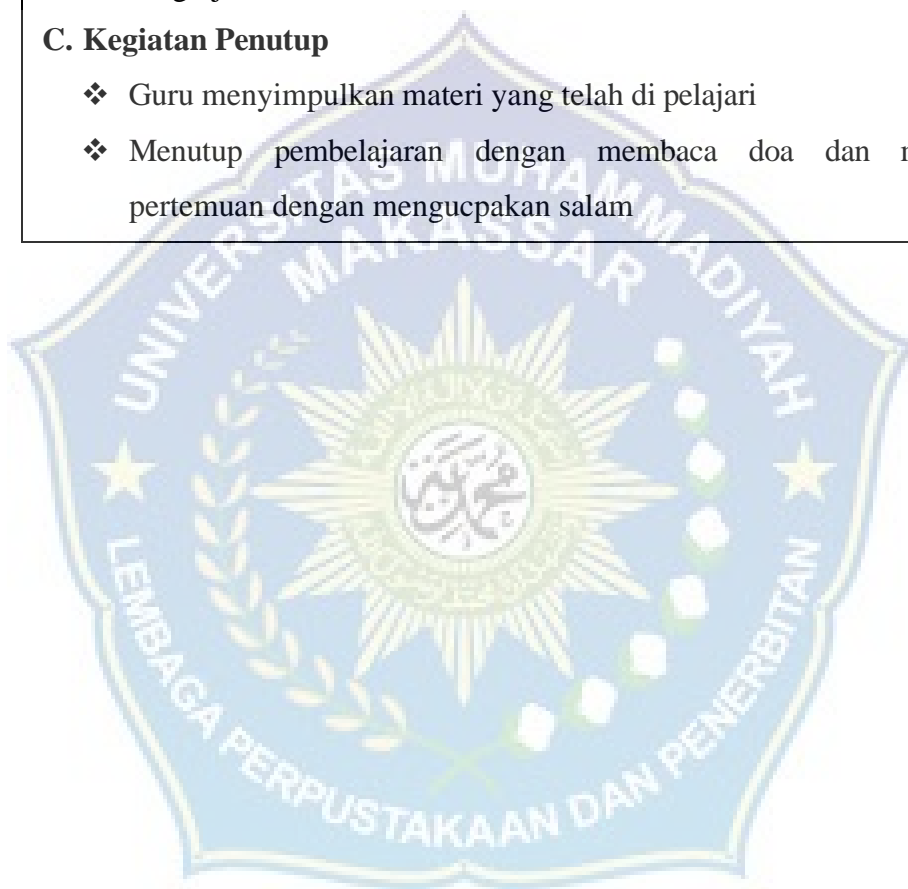 C. Kegiatan Penutup
❖ Guru menyimpulkan materi yang telah di pelajari
❖ Menutup pembelajaran dengan membaca doa dan
pertemuan dengan mengucpakan salam
UNIVERSITAS MUHAMMADIYAH
MAKASSAR
محمد
LEMBAGA PERPUSTAKAAN DAN PENERBITAN